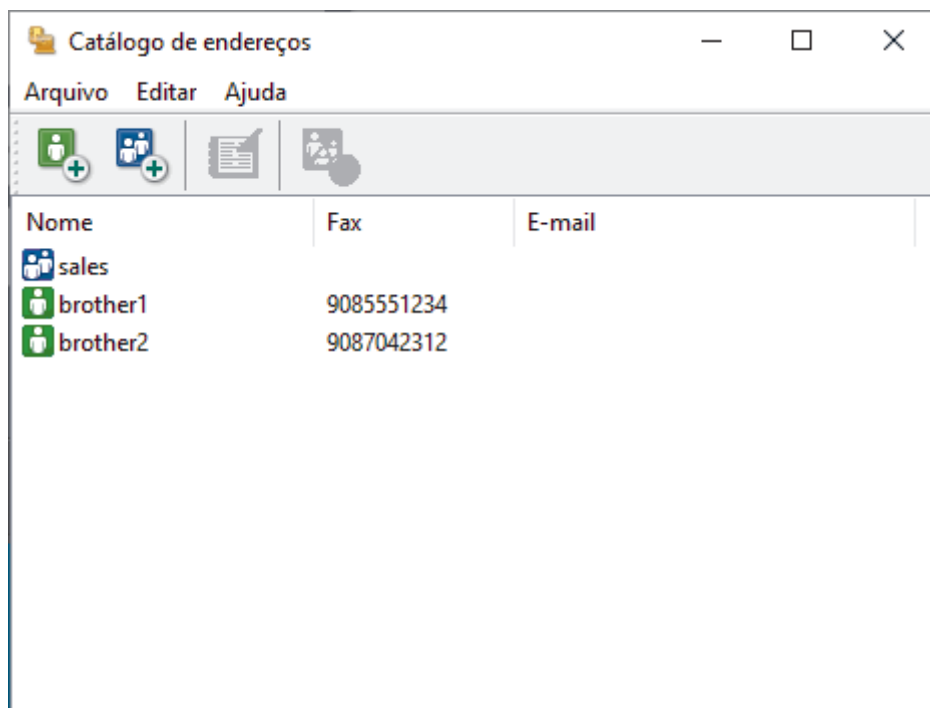 Catálogo de endereços
Arquivo Editar Ajuda
Nome Fax E-mail
sales
brother1 9085551234
brother2 9087042312